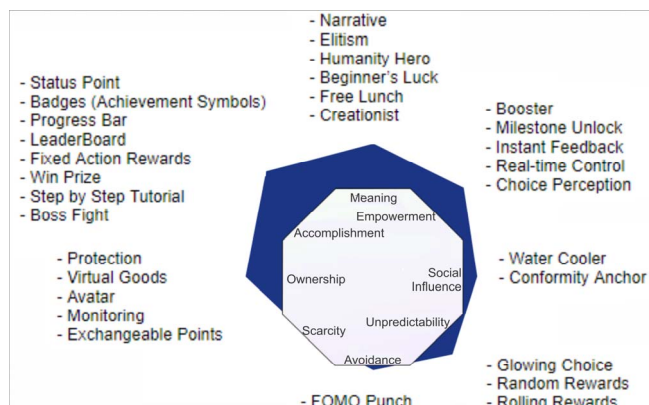 - Narrative
- Elitism
- Humanity Hero
- Beginner's Luck
- Free Lunch
- Creationist
- Status Point
- Badges (Achievement Symbols)
- Progress Bar
- LeaderBoard
- Fixed Action Rewards
- Win Prize
- Step by Step Tutorial
- Boss Fight
- Booster
- Milestone Unlock
- Instant Feedback
- Real-time Control
- Choice Perception
Meaning
Empowerment
Accomplishment
Ownership
Social
Influence
Unpredictability
Scarcity
Avoidance
- Protection
- Virtual Goods
- Avatar
- Monitoring
- Exchangeable Points
- Water Cooler
- Conformity Anchor
- Glowing Choice
- Random Rewards
- Rolling Rewards
- FOMO Punch